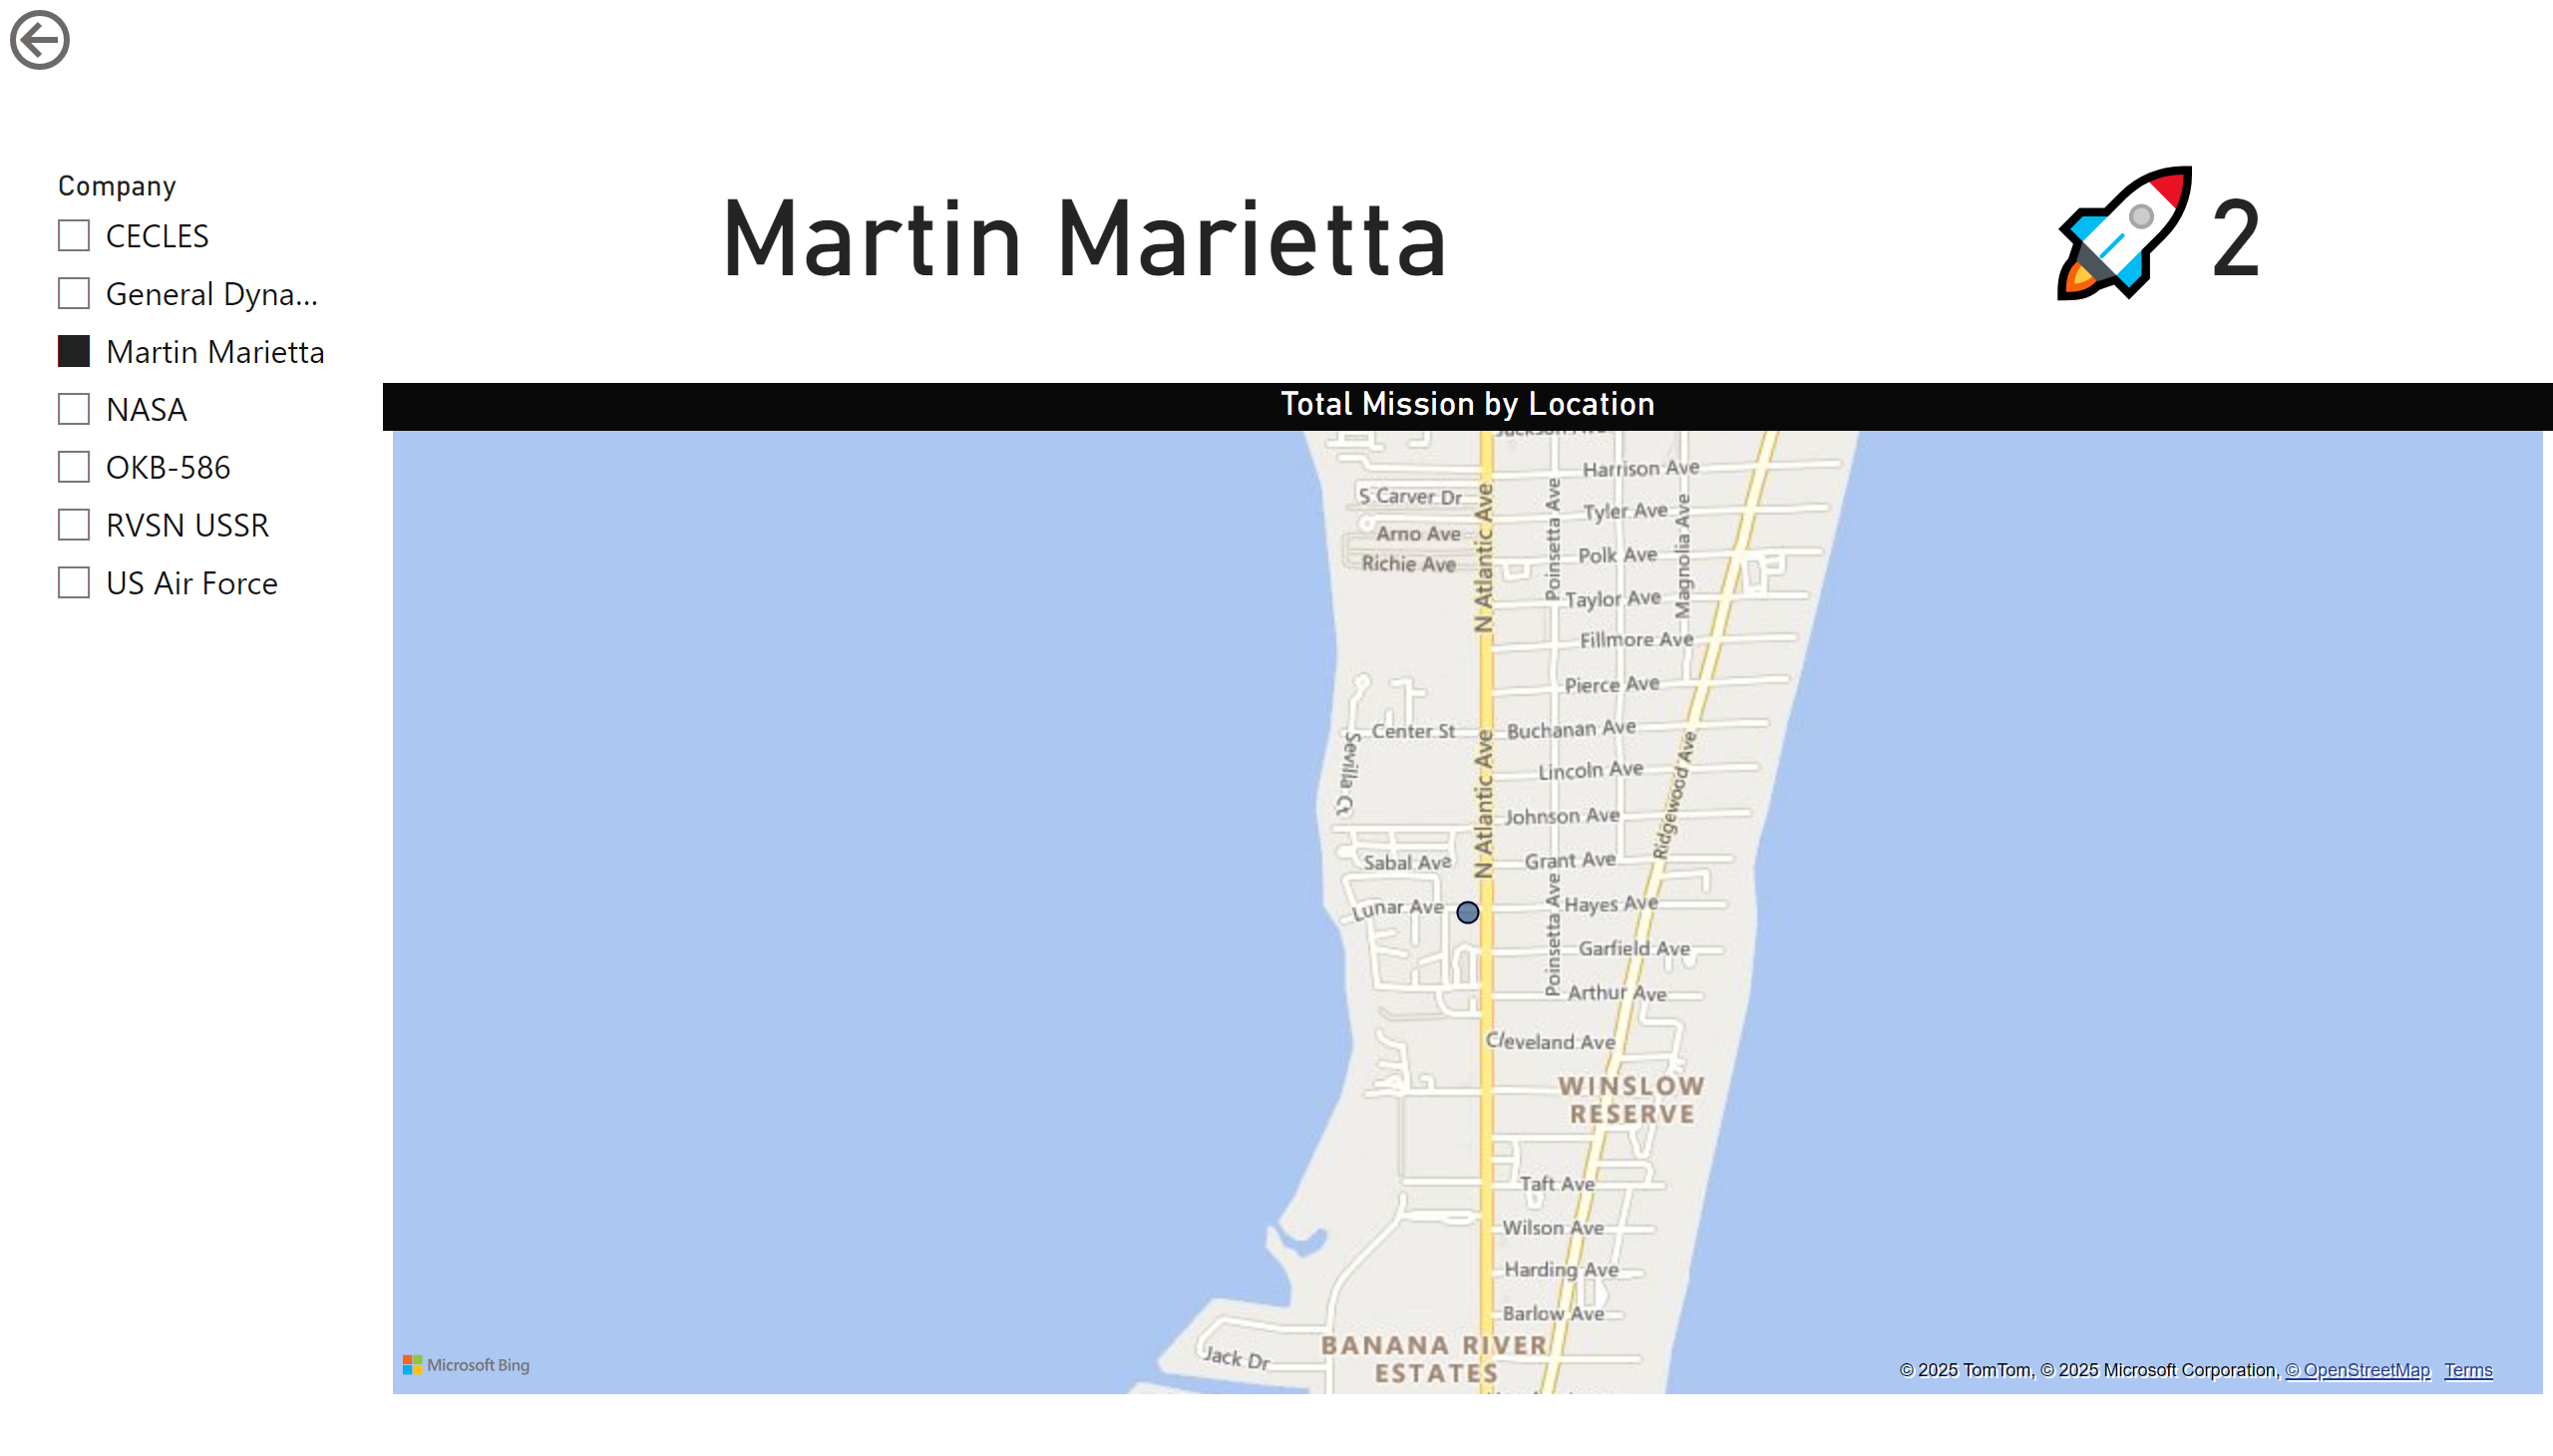 Company
CECLES
General Dyna...
Martin Marietta
NASA
OKB-586
RVSN USSR
US Air Force
Martin Marietta
2
Total Mission by Location
Harrison Ave
S Carver Dr
Tyler Ave
Arno Ave
Richie Ave
N Atlantic Ave
Poinsetta Ave
Magnolia Ave
Polk Ave
Taylor Ave
Fillmore Ave
Pierce Ave
Center St
Buchanan Ave
Sevilla Ct
N Atlantic Ave
Lincoln Ave
Ridgewood Ave
Johnson Ave
Sabal Ave
Grant Ave
Lunar Ave
Poinsetta Ave
Hayes Ave
Garfield Ave
Arthur Ave
Cleveland Ave
WINSLOW
RESERVE
Taft Ave
Wilson Ave
Harding Ave
Barlow Ave
BANANA RIVER
ESTATES
Jack Dr
Microsoft Bing
© 2025 TomTom, © 2025 Microsoft Corporation, © OpenStreetMap Terms